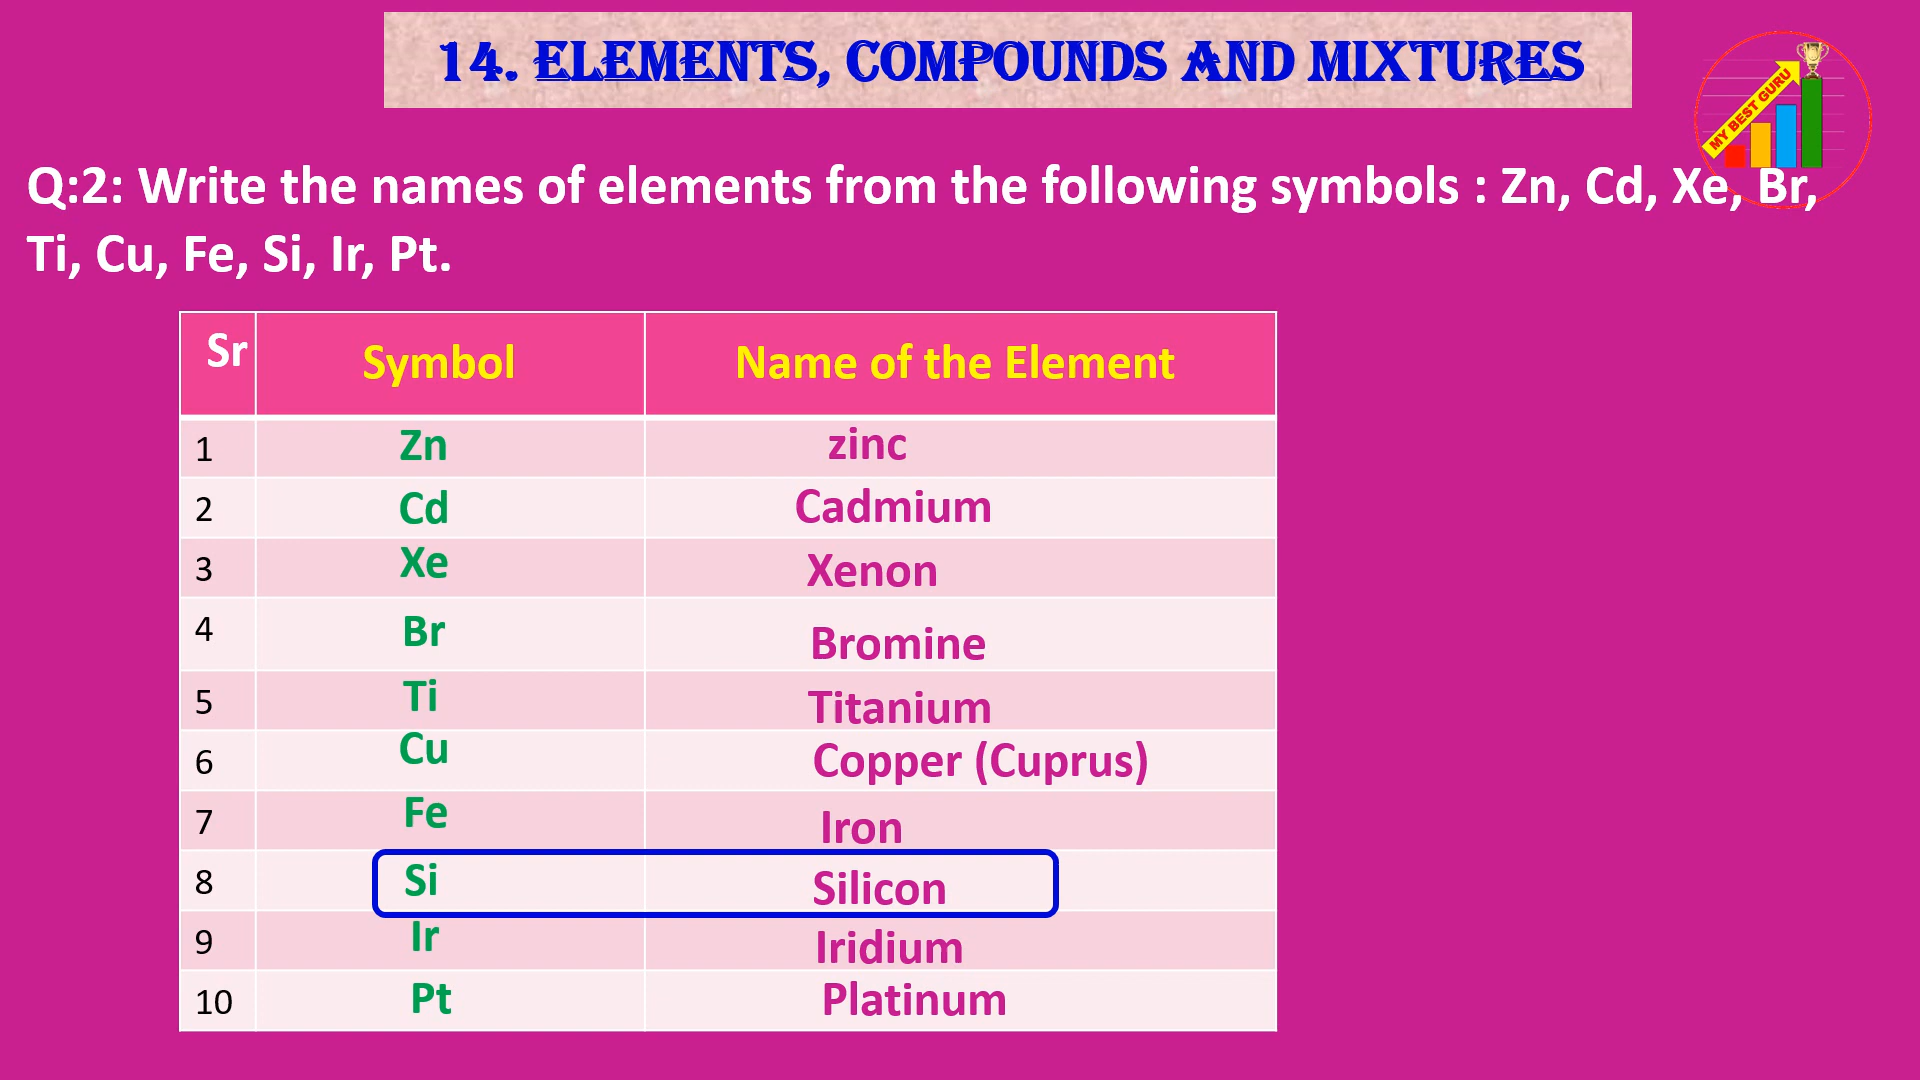 14. ELEMENTS, COMPOUNDS AND MIXTURES
MY BEST GURU
Q:2: Write the names of elements from the following symbols : Zn, Cd, Xe, Br,
Ti, Cu, Fe, Si, Ir, Pt.
Sr Symbol Name of the Element
1 Zn zinc
2 Cd Cadmium
3 Xe Xenon
4 Br Bromine
5 Ti Titanium
6 Cu Copper (Cuprus)
7 Fe Iron
8 Si Silicon
9 Ir Iridium
10 Pt Platinum